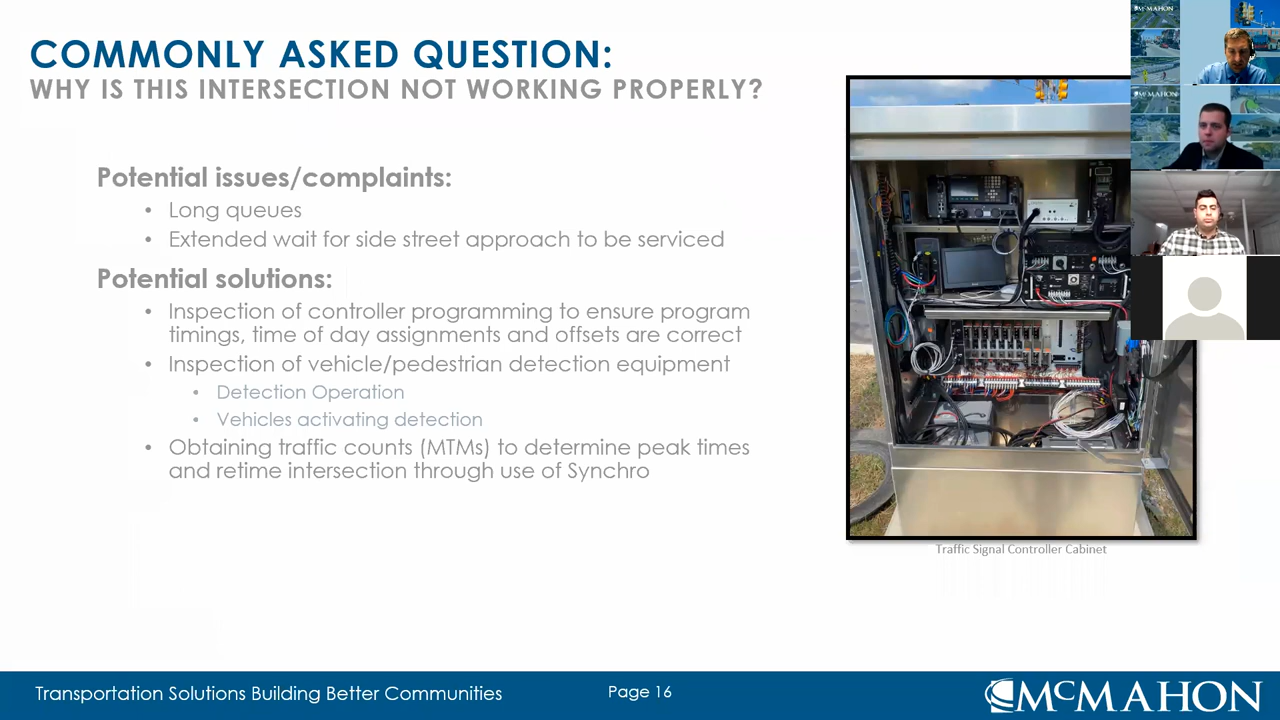 COMMONLY ASKED QUESTION:
WHY IS THIS INTERSECTION NOT WORKING PROPERLY?
Potential issues/complaints:
• Long queues
• Extended wait for side street approach to be serviced
Potential solutions:
• Inspection of controller programming to ensure program
timings, time of day assignments and offsets are correct
• Inspection of vehicle/pedestrian detection equipment
• Detection Operation
• Vehicles activating detection
• Obtaining traffic counts (MTMs) to determine peak times
and retime intersection through use of Synchro
Traffic Signal Controller Cabinet
MCMAHON
MCMAHON
Transportation Solutions Building Better Communities
Page 16
MCMAHON